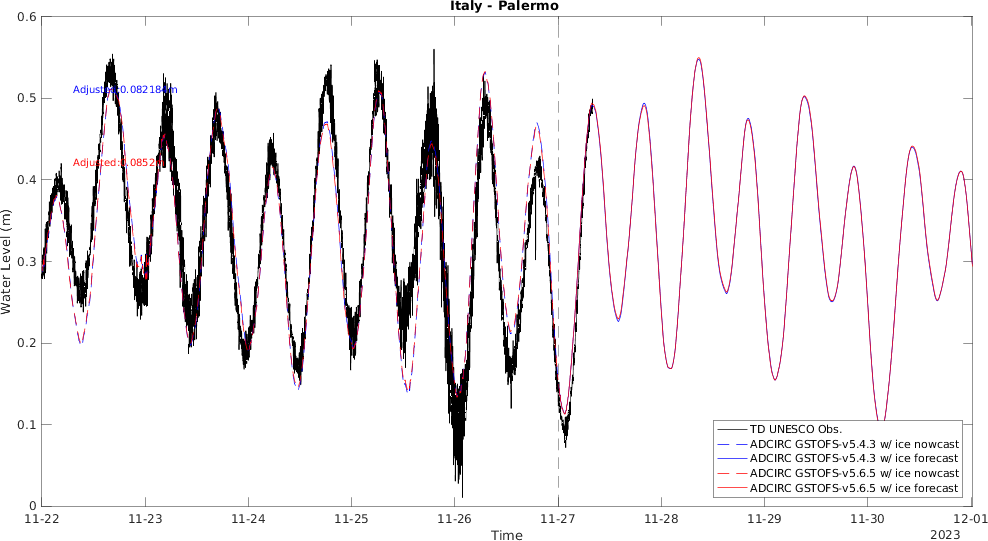 Italy - Palermo
Water Level (m)
0.6
0.5
0.4
0.3
0.2
0.1
0
Adjusted:0.082184m
11-22
11-23
11-24
11-25
11-26
11-27
11-28
11-29
11-30
12-01
Time
2023
TD UNESCO Obs.
ADCIRC GSTOFS-v5.4.3 w/ ice nowcast
ADCIRC GSTOFS-v5.4.3 w/ ice forecast
ADCIRC GSTOFS-v5.6.5 w/ ice nowcast
ADCIRC GSTOFS-v5.6.5 w/ ice forecast